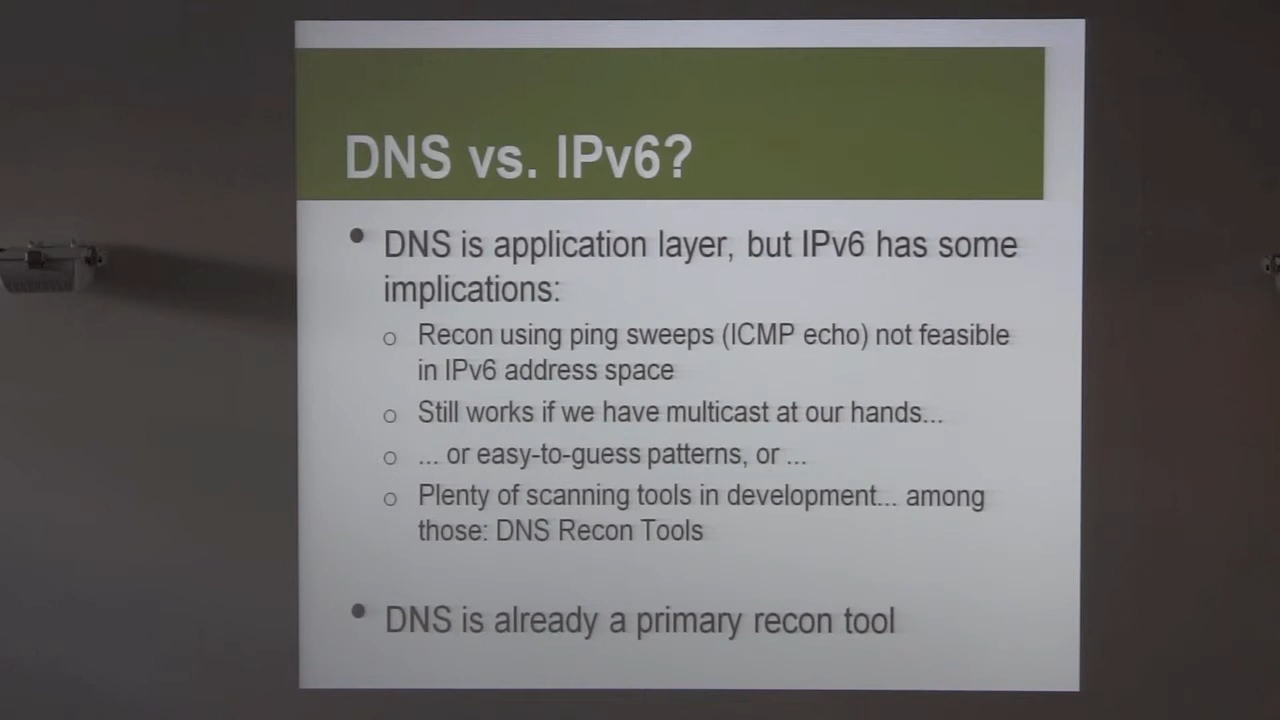 DNS vs. IPv6?
• DNS is application layer, but IPv6 has some
implications:
o Recon using ping sweeps (ICMP echo) not feasible
in IPv6 address space
o Still works if we have multicast at our hands...
o ... or easy-to-guess patterns, or ...
o Plenty of scanning tools in development... among
those: DNS Recon Tools
• DNS is already a primary recon tool